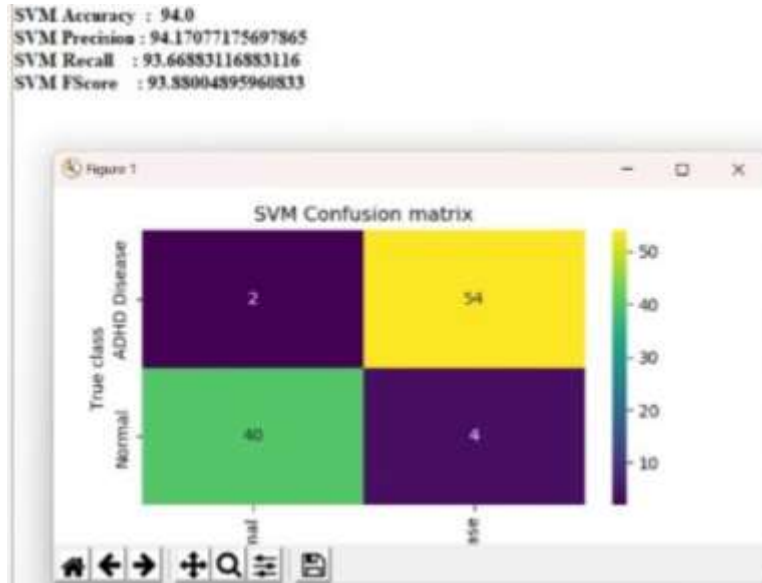 SVM Accuracy : 94.0
SVM Precision : 94.17077175697865
SVM Recall : 93.66883116883116
SVM FScore : 93.88004895960833
Figure 1
SVM Confusion matrix
True class
ADHD Disease
Normal
2
54
40
4
50
40
30
20
10
nal
ase